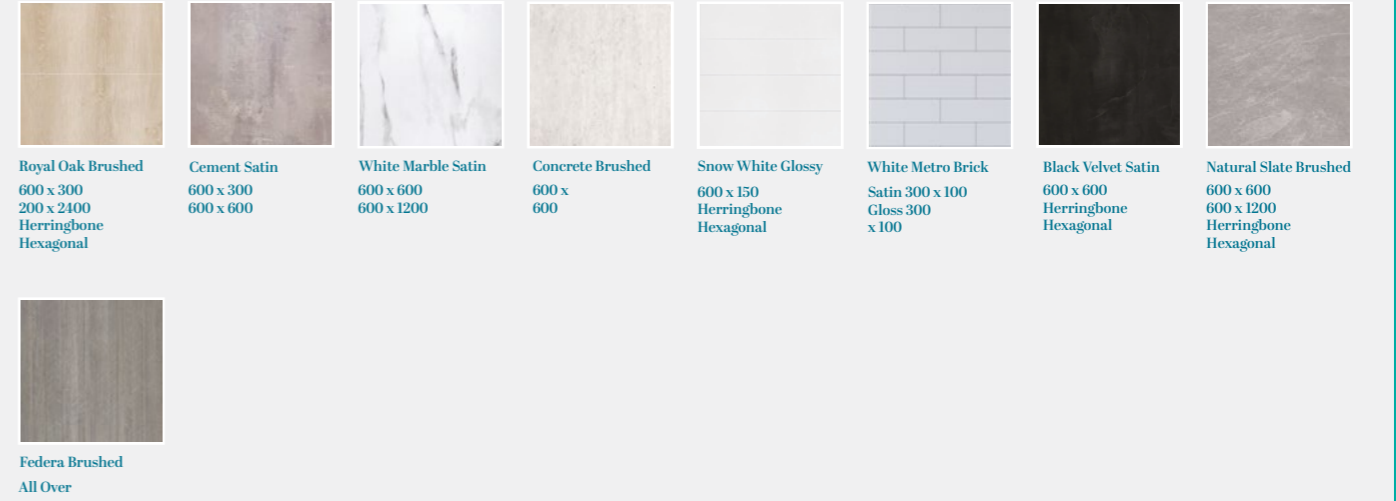 Royal Oak Brushed
600 x 300
200 x 2400
Herringbone
Hexagonal
Cement Satin
600 x 300
600 x 600
White Marble Satin
600 x 600
600 x 1200
Concrete Brushed
600 x
600
Snow White Glossy
600 x 150
Herringbone
Hexagonal
White Metro Brick
Satin 300 x 100
Gloss 300
x 100
Black Velvet Satin
600 x 600
Herringbone
Hexagonal
Natural Slate Brushed
600 x 600
600 x 1200
Herringbone
Hexagonal
Federa Brushed
All Over